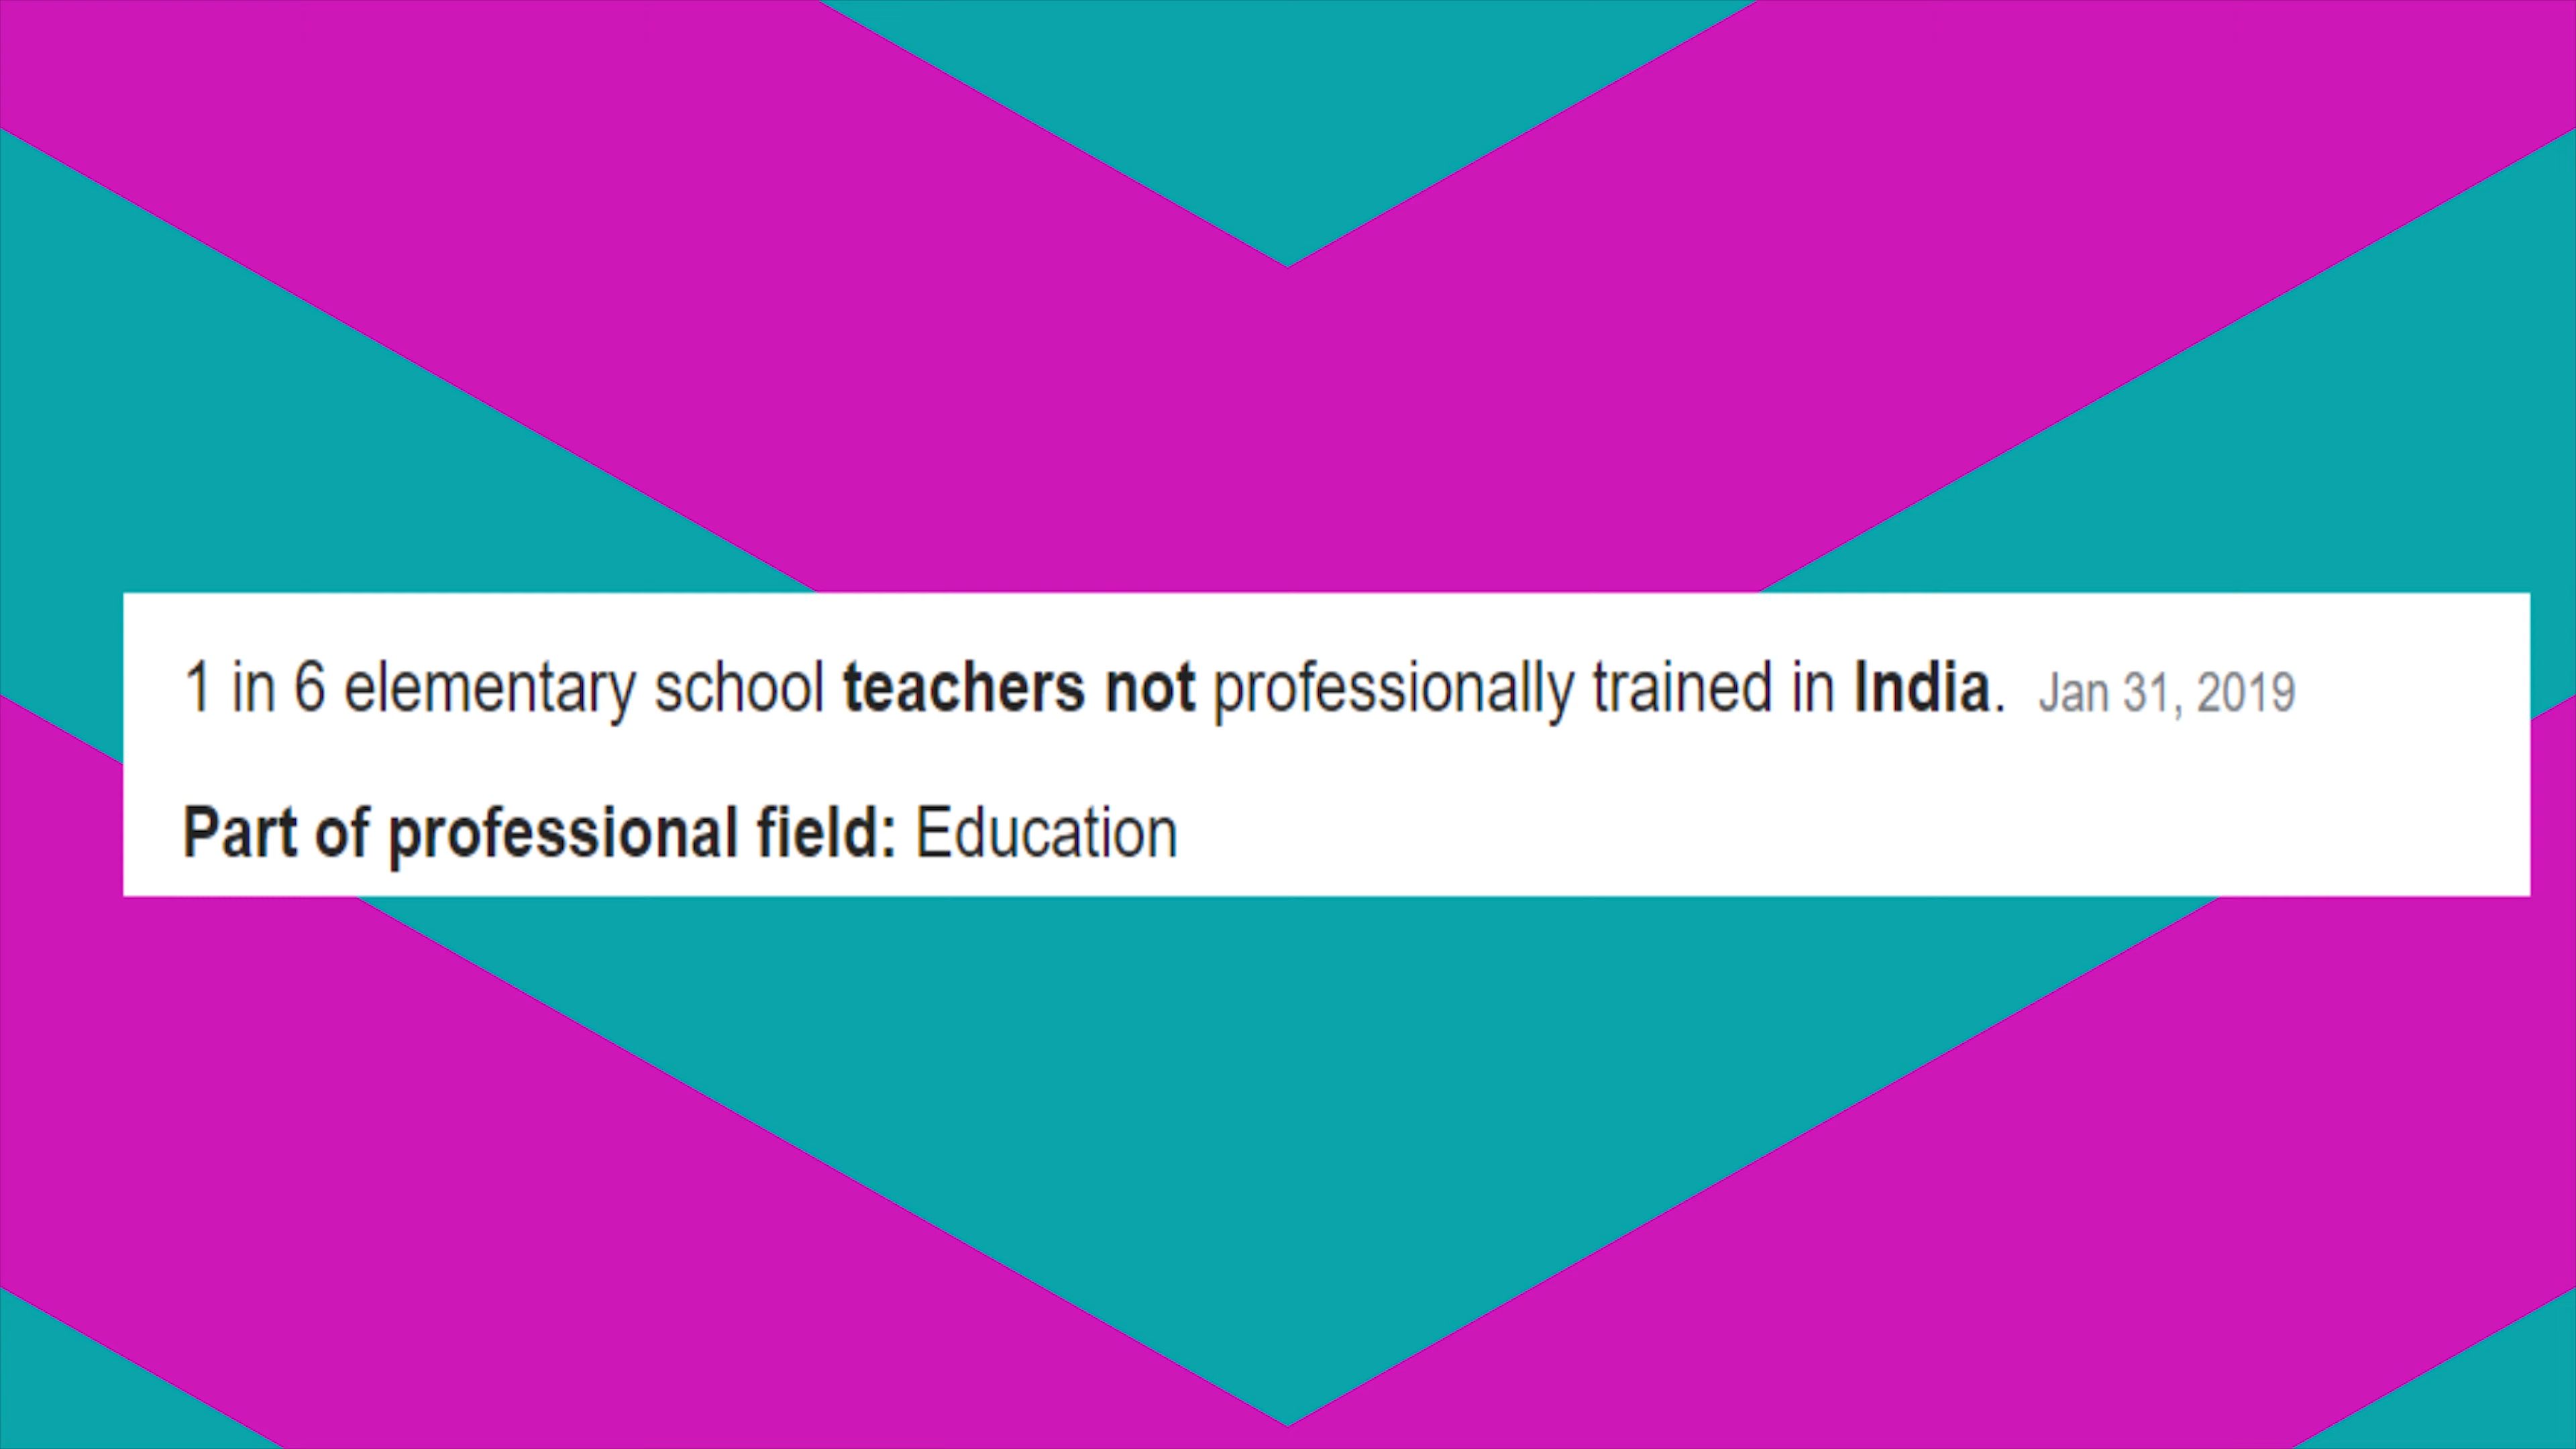 1 in 6 elementary school teachers not professionally trained in India. Jan 31, 2019
Part of professional field: Education